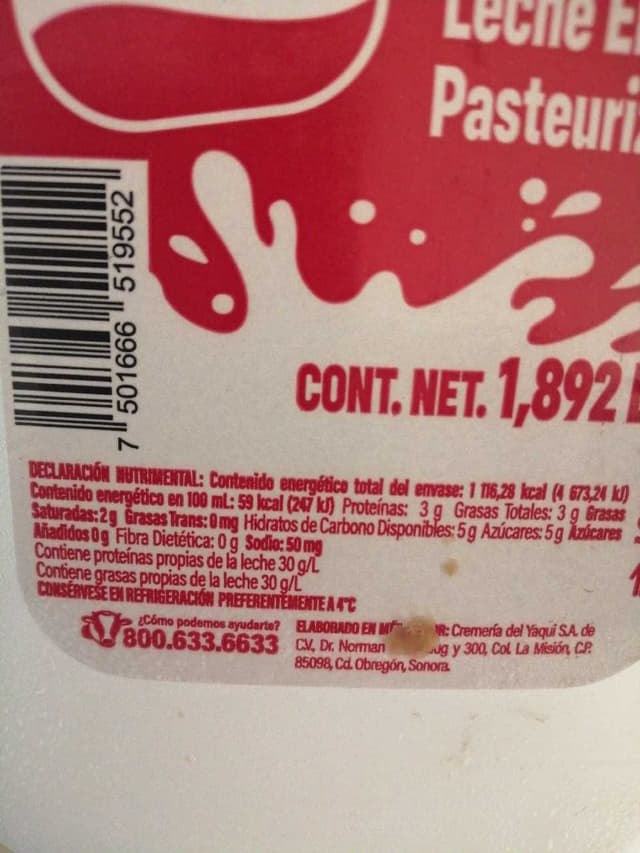 Leche
Pasteuri
7 501666 519552
CONT. NET. 1,892
DECLARACIÓN NUTRIMENTAL: Contenido energético total del envase: 1 116,28 kcal (4 673,24 kJ)
Contenido energético en 100 mL: 59 kcal (247 kJ) Proteínas: 3 g Grasas Totales: 3 g Grasas
Saturadas: 2 g Grasas Trans: 0 mg Hidratos de Carbono Disponibles: 5 g Azúcares: 5 g Azúcares
Añadidos 0 g Fibra Dietética: 0 g Sodio: 50 mg
Contiene proteínas propias de la leche 30 g/L
Contiene grasas propias de la leche 30 g/L
CONSÉRVESE EN REFRIGERACIÓN PREFERENTEMENTE A 4°C
¿Cómo podemos ayudarte?
800.633.6633
ELABORADO EN Cremería del Yaqui S.A. de
C.V., Dr. Norman y 300, Col. La Misión, C.P.
85098, Cd. Obregón, Sonora.